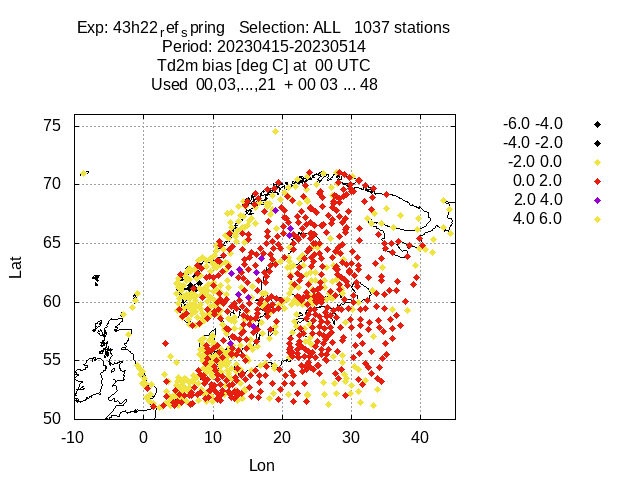 Exp: 43h22ref spring   Selection: ALL   1037 stations
Period: 20230415-20230514
Td2m bias [deg C] at  00 UTC
Used  00,03,...,21  + 00 03 ... 48
-6.0 -4.0
-4.0 -2.0
-2.0 0.0
0.0 2.0
2.0 4.0
4.0 6.0
75
70
65
60
55
50
Lat
-10 0 10 20 30 40
Lon